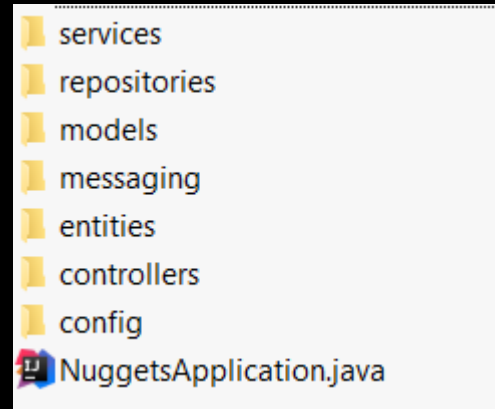 services
repositories
models
messaging
entities
controllers
config
NuggetsApplication.java